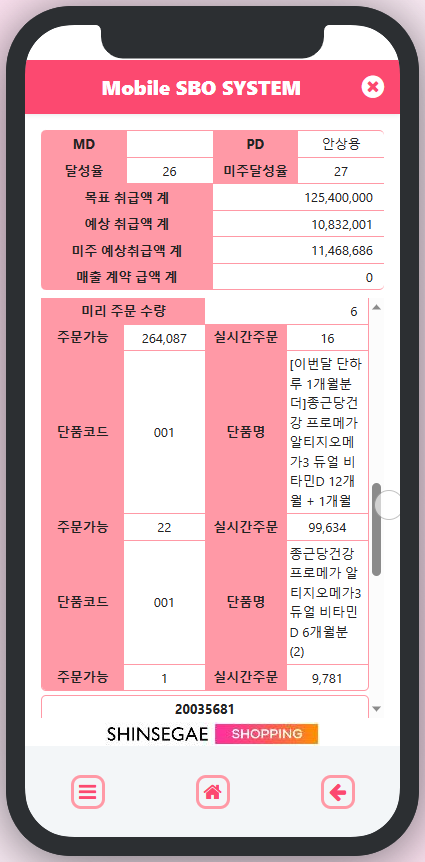 Mobile SBO SYSTEM
MD PD 안상용
달성율 26 미주달성율 27
목표 취급액 계 125,400,000
예상 취급액 계 10,832,001
미주 예상취급액 계 11,468,686
매출 계약 급액 계 0
미리 주문 수량 6
주문가능 264,087 실시간주문 16
단품코드 001 단품명
[이번달 단하
루 1개월분
더]종근당건
강 프로메가
알티지오메
가3 듀얼 비
타민D 12개
월 + 1개월
주문가능 22 실시간주문 99,634
단품코드 001 단품명
종근당건강
프로메가 알
티지오메가3
듀얼 비타민
D 6개월분
(2)
주문가능 1 실시간주문 9,781
20035681
SHINSEGAE SHOPPING